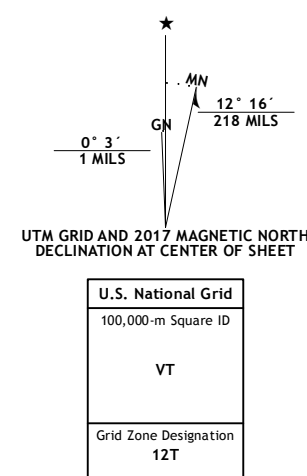 MN
GN
12° 16´
218 MILS
0° 3´
1 MILS
UTM GRID AND 2017 MAGNETIC NORTH
DECLINATION AT CENTER OF SHEET
U.S. National Grid
100,000-m Square ID
VT
Grid Zone Designation
12T